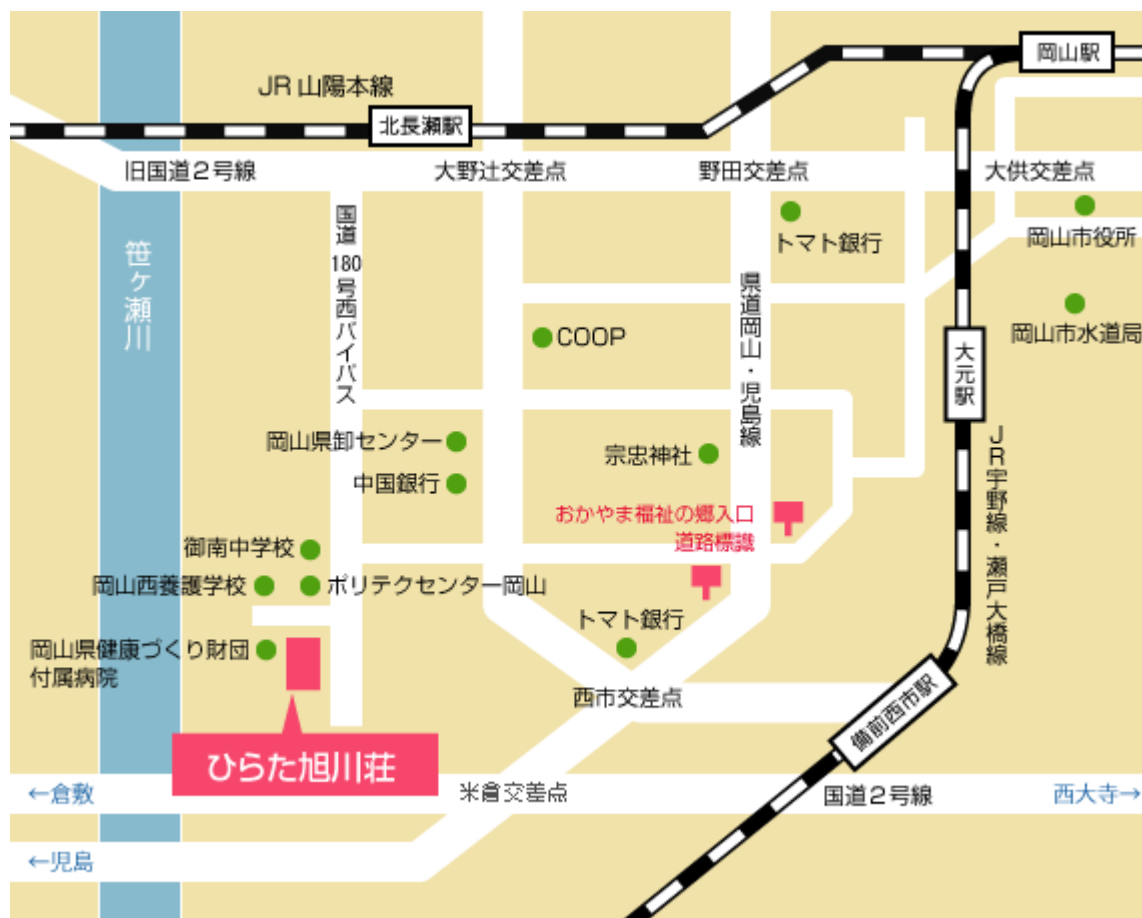 岡山駅
JR山陽本線
北長瀬駅
旧国道2号線
大野辻交差点
野田交差点
大供交差点
国道180号西バイパス
笹ヶ瀬川
トマト銀行
岡山市役所
県道岡山・児島線
岡山市水道局
COOP
大元駅
岡山県卸センター
宗忠神社
JR宇野線・瀬戸大橋線
中国銀行
おかやま福祉の郷入口
道路標識
御南中学校
岡山西養護学校
ポリテクセンター岡山
トマト銀行
岡山県健康づくり財団
付属病院
西市交差点
備前西市駅
ひらた旭川荘
←倉敷
米倉交差点
国道2号線
西大寺→
←児島